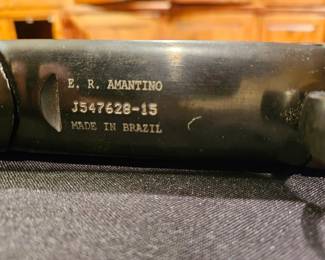 E. R. AMANTINO
J547628-15
MADE IN BRAZIL